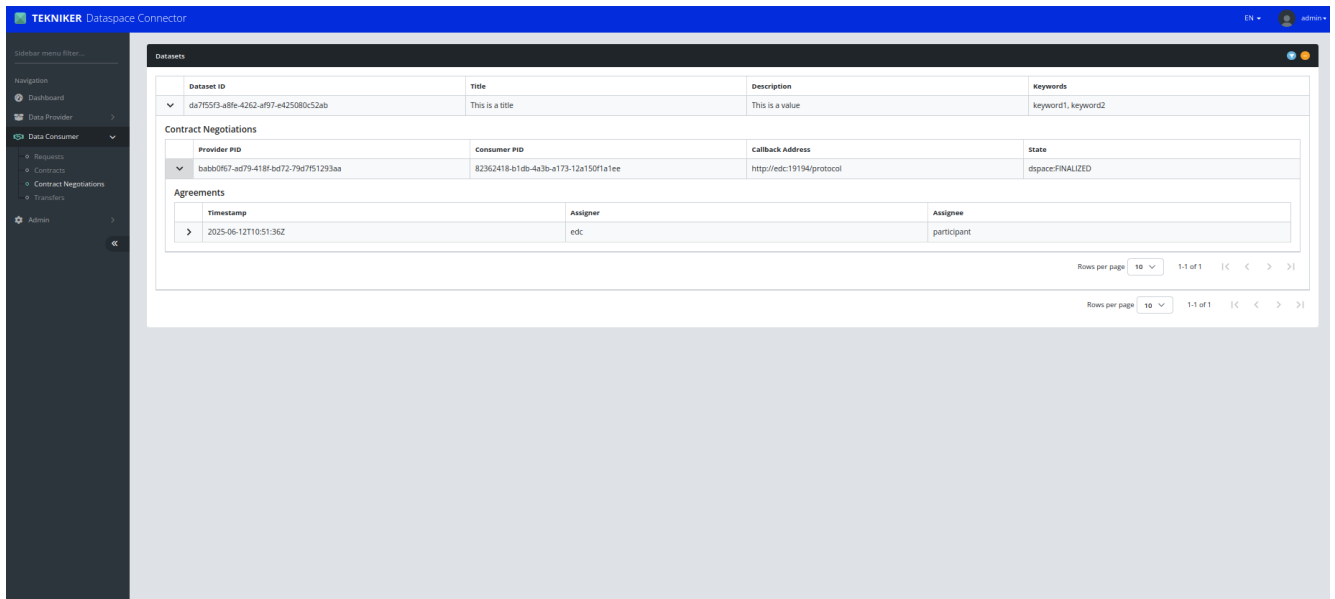 TEKNIKER Dataspace Connector
EN
admin
Sidebar menu filter...
Navigation
Dashboard
Data Provider
Data Consumer
Requests
Contracts
Contract Negotiations
Transfers
Admin
Datasets
Dataset ID Title Description Keywords
da7f55f3-a8fe-4262-af97-e425080c52ab This is a title This is a value keyword1, keyword2
Contract Negotiations
Provider PID Consumer PID Callback Address State
babb0f67-ad79-418f-bd72-79d7f51293aa 82362418-b1db-4a3b-a173-12a150f1a1ee http://edc:19194/protocol dspace:FINALIZED
Agreements
Timestamp Assigner Assignee
2025-06-12T10:51:36Z edc participant
Rows per page 10 1-1 of 1
Rows per page 10 1-1 of 1